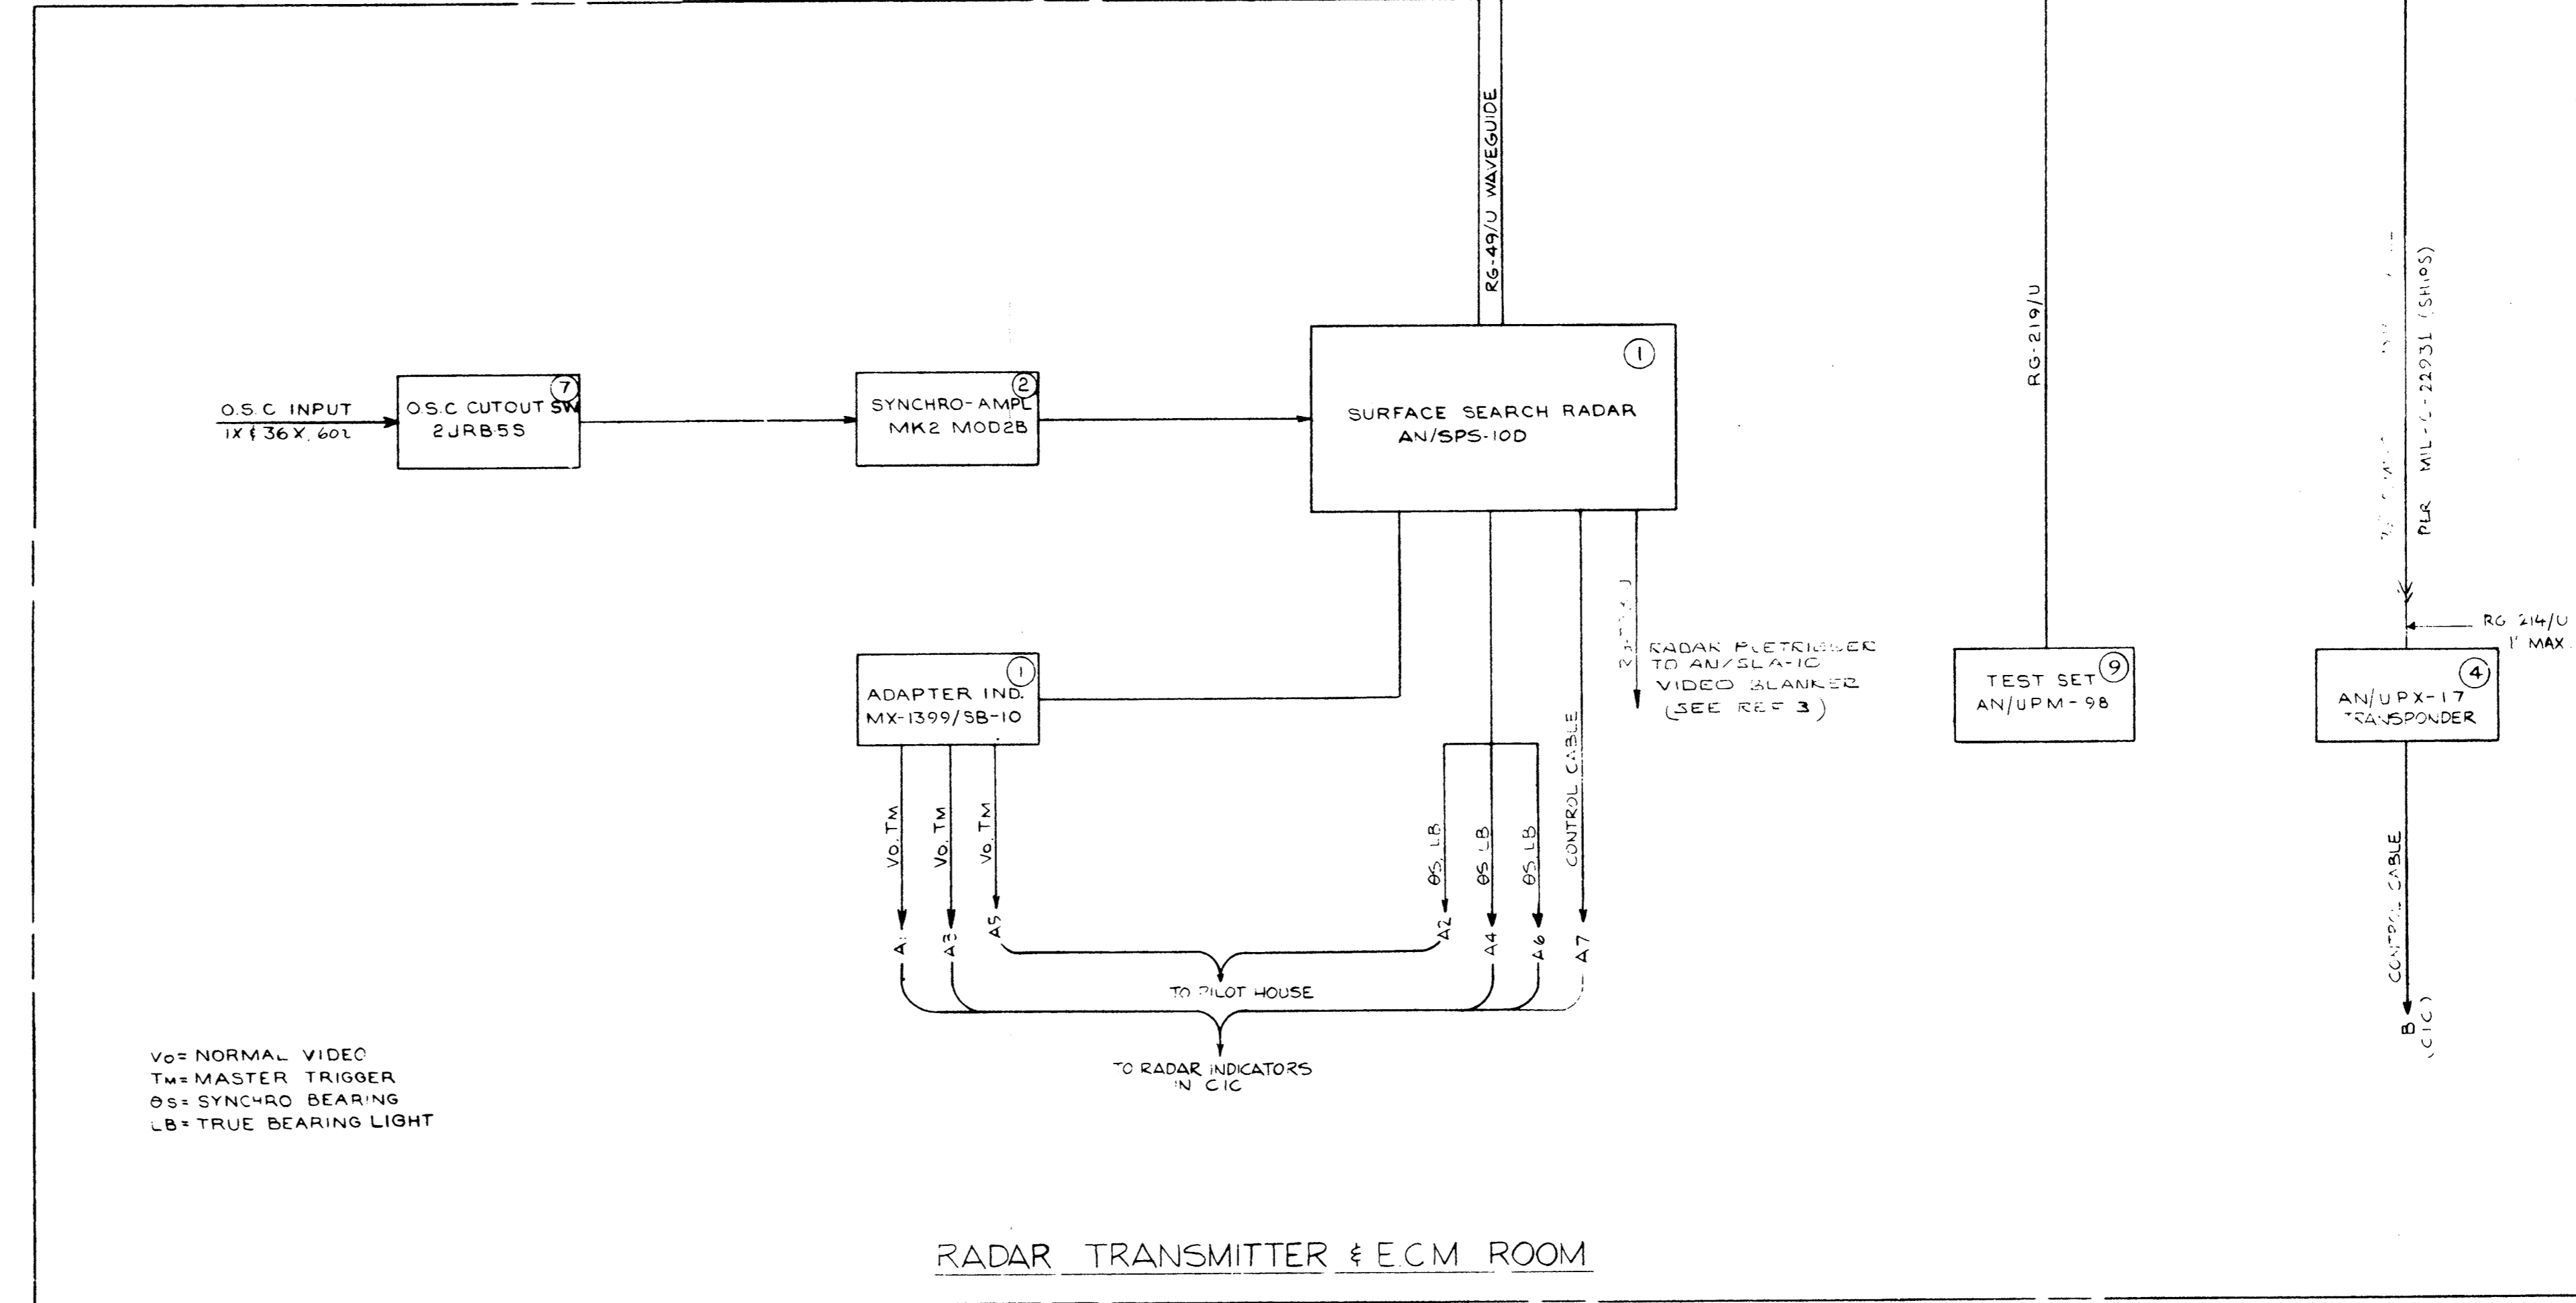 RG-49/U WAVEGUIDE
RG-219/U
PER MIL-C-22931 (SHIPS)
O.S.C INPUT
1X & 36X, 60~
7
O.S.C CUTOUT SW
2JRB5S
2
SYNCHRO-AMPL
MK2 MOD2B
1
SURFACE SEARCH RADAR
AN/SPS-10D
RADAR PRETRIGGER
TO AN/SLA-10
VIDEO BLANKER
(SEE REF 3)
1
ADAPTER IND.
MX-1399/SB-10
9
TEST SET
AN/UPM-98
RG 214/U
1' MAX.
4
AN/UPX-17
TRANSPONDER
Vo. TM
Vo. TM
Vo. TM
θS, LB
θS LB
θS, LB
CONTROL CABLE
CONTROL CABLE
A1
A3
A5
A2
A4
A6
A7
B
(CIC)
TO PILOT HOUSE
TO RADAR INDICATORS
IN CIC
Vo= NORMAL VIDEO
TM= MASTER TRIGGER
θS= SYNCHRO BEARING
LB= TRUE BEARING LIGHT
RADAR TRANSMITTER & E.C.M ROOM